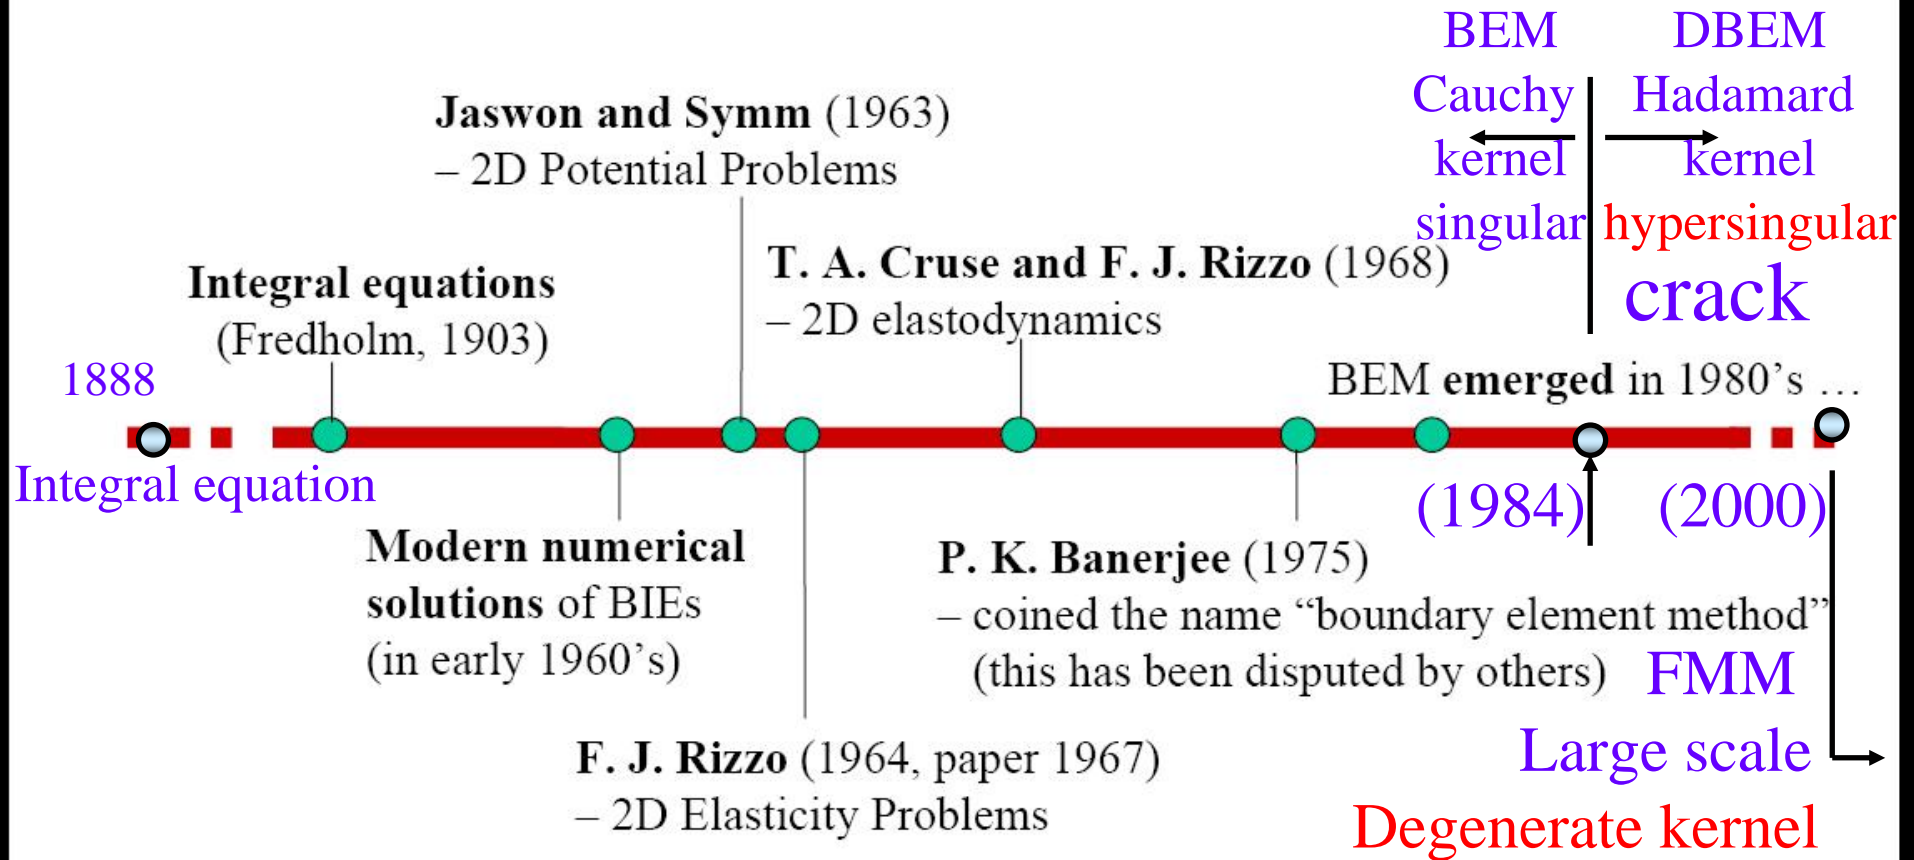 BEM
Cauchy
kernel
singular
DBEM
Hadamard
kernel
hypersingular
crack
Jaswon and Symm (1963)
– 2D Potential Problems
T. A. Cruse and F. J. Rizzo (1968)
– 2D elastodynamics
Integral equations
(Fredholm, 1903)
1888
BEM emerged in 1980’s …
Integral equation
(1984)
(2000)
Modern numerical
solutions of BIEs
(in early 1960’s)
P. K. Banerjee (1975)
– coined the name “boundary element method”
(this has been disputed by others)
FMM
Large scale
Degenerate kernel
F. J. Rizzo (1964, paper 1967)
– 2D Elasticity Problems